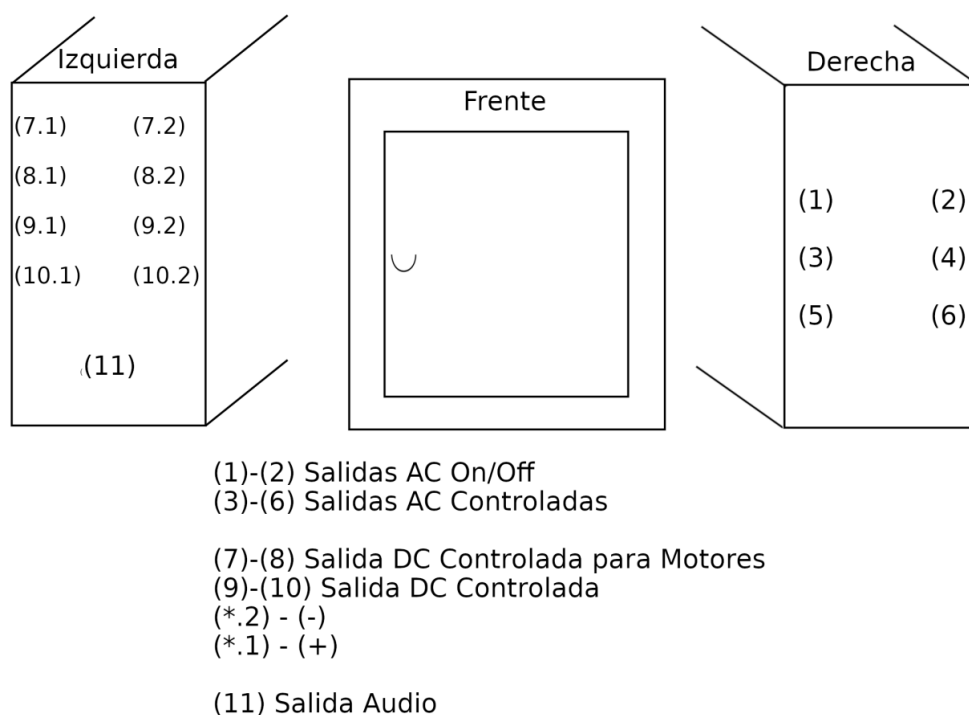 Izquierda
(7.1) (7.2)
(8.1) (8.2)
(9.1) (9.2)
(10.1) (10.2)
(11)
Frente
Derecha
(1) (2)
(3) (4)
(5) (6)
(1)-(2) Salidas AC On/Off
(3)-(6) Salidas AC Controladas
(7)-(8) Salida DC Controlada para Motores
(9)-(10) Salida DC Controlada
(*.2) - (-)
(*.1) - (+)
(11) Salida Audio